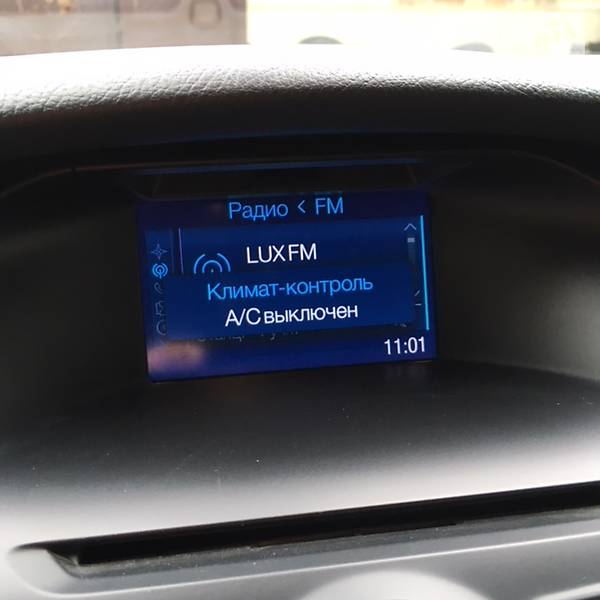 Радио < FM
LUX FM
Климат-контроль
A/C выключен
11:01